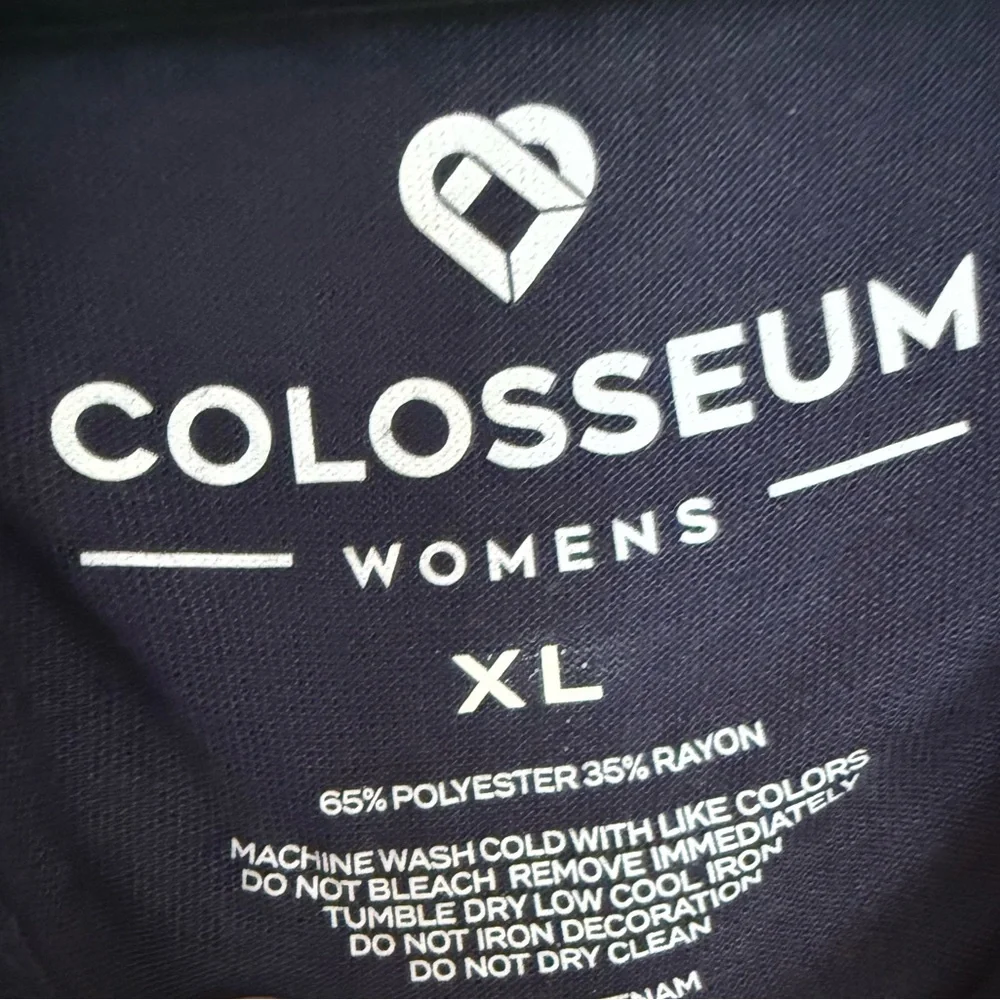 COLOSSEUM
WOMENS
XL
65% POLYESTER 35% RAYON
MACHINE WASH COLD WITH LIKE COLORS
DO NOT BLEACH REMOVE IMMEDIATELY
TUMBLE DRY LOW COOL IRON
DO NOT IRON DECORATION
DO NOT DRY CLEAN